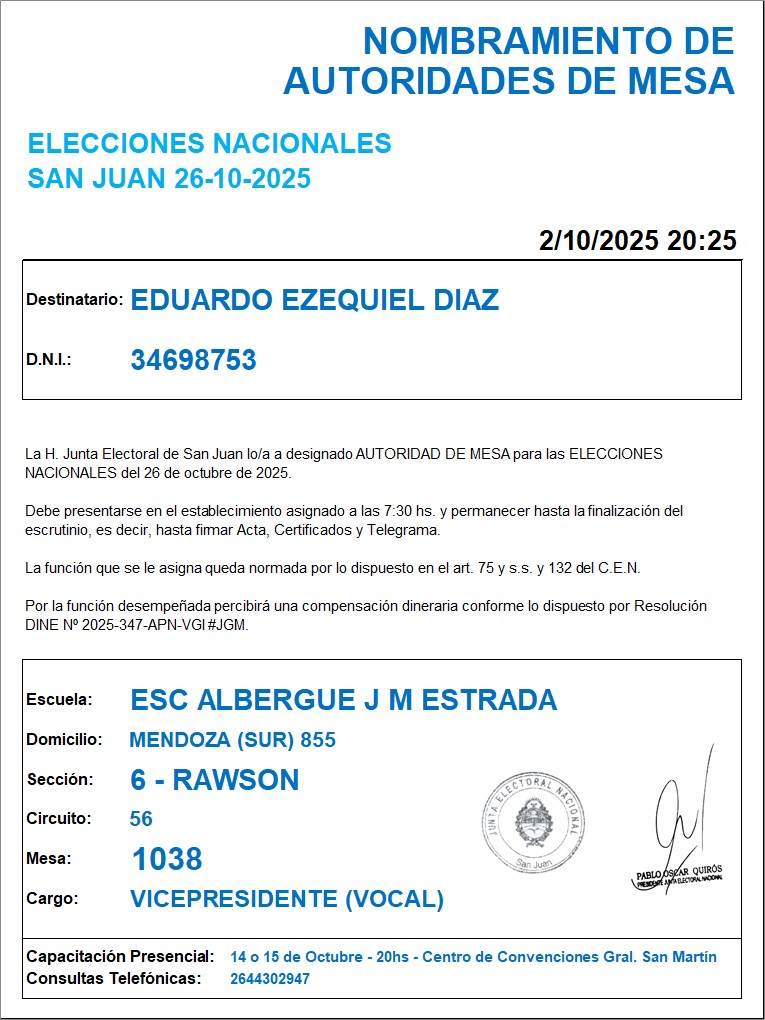 NOMBRAMIENTO DE
AUTORIDADES DE MESA
ELECCIONES NACIONALES
SAN JUAN 26-10-2025
2/10/2025 20:25
Destinatario: EDUARDO EZEQUIEL DIAZ
D.N.I.: 34698753
La H. Junta Electoral de San Juan lo/a a designado AUTORIDAD DE MESA para las ELECCIONES
NACIONALES del 26 de octubre de 2025.
Debe presentarse en el establecimiento asignado a las 7:30 hs. y permanecer hasta la finalización del
escrutinio, es decir, hasta firmar Acta, Certificados y Telegrama.
La función que se le asigna queda normada por lo dispuesto en el art. 75 y s.s. y 132 del C.E.N.
Por la función desempeñada percibirá una compensación dineraria conforme lo dispuesto por Resolución
DINE Nº 2025-347-APN-VGI#JGM.
Escuela: ESC ALBERGUE J M ESTRADA
Domicilio: MENDOZA (SUR) 855
Sección: 6 - RAWSON
Circuito: 56
Mesa: 1038
Cargo: VICEPRESIDENTE (VOCAL)
JUNTA ELECTORAL NACIONAL
San Juan
PABLO OSCAR QUIRÓS
PRESIDENTE JUNTA ELECTORAL NACIONAL
Capacitación Presencial: 14 o 15 de Octubre - 20hs - Centro de Convenciones Gral. San Martín
Consultas Telefónicas: 2644302947